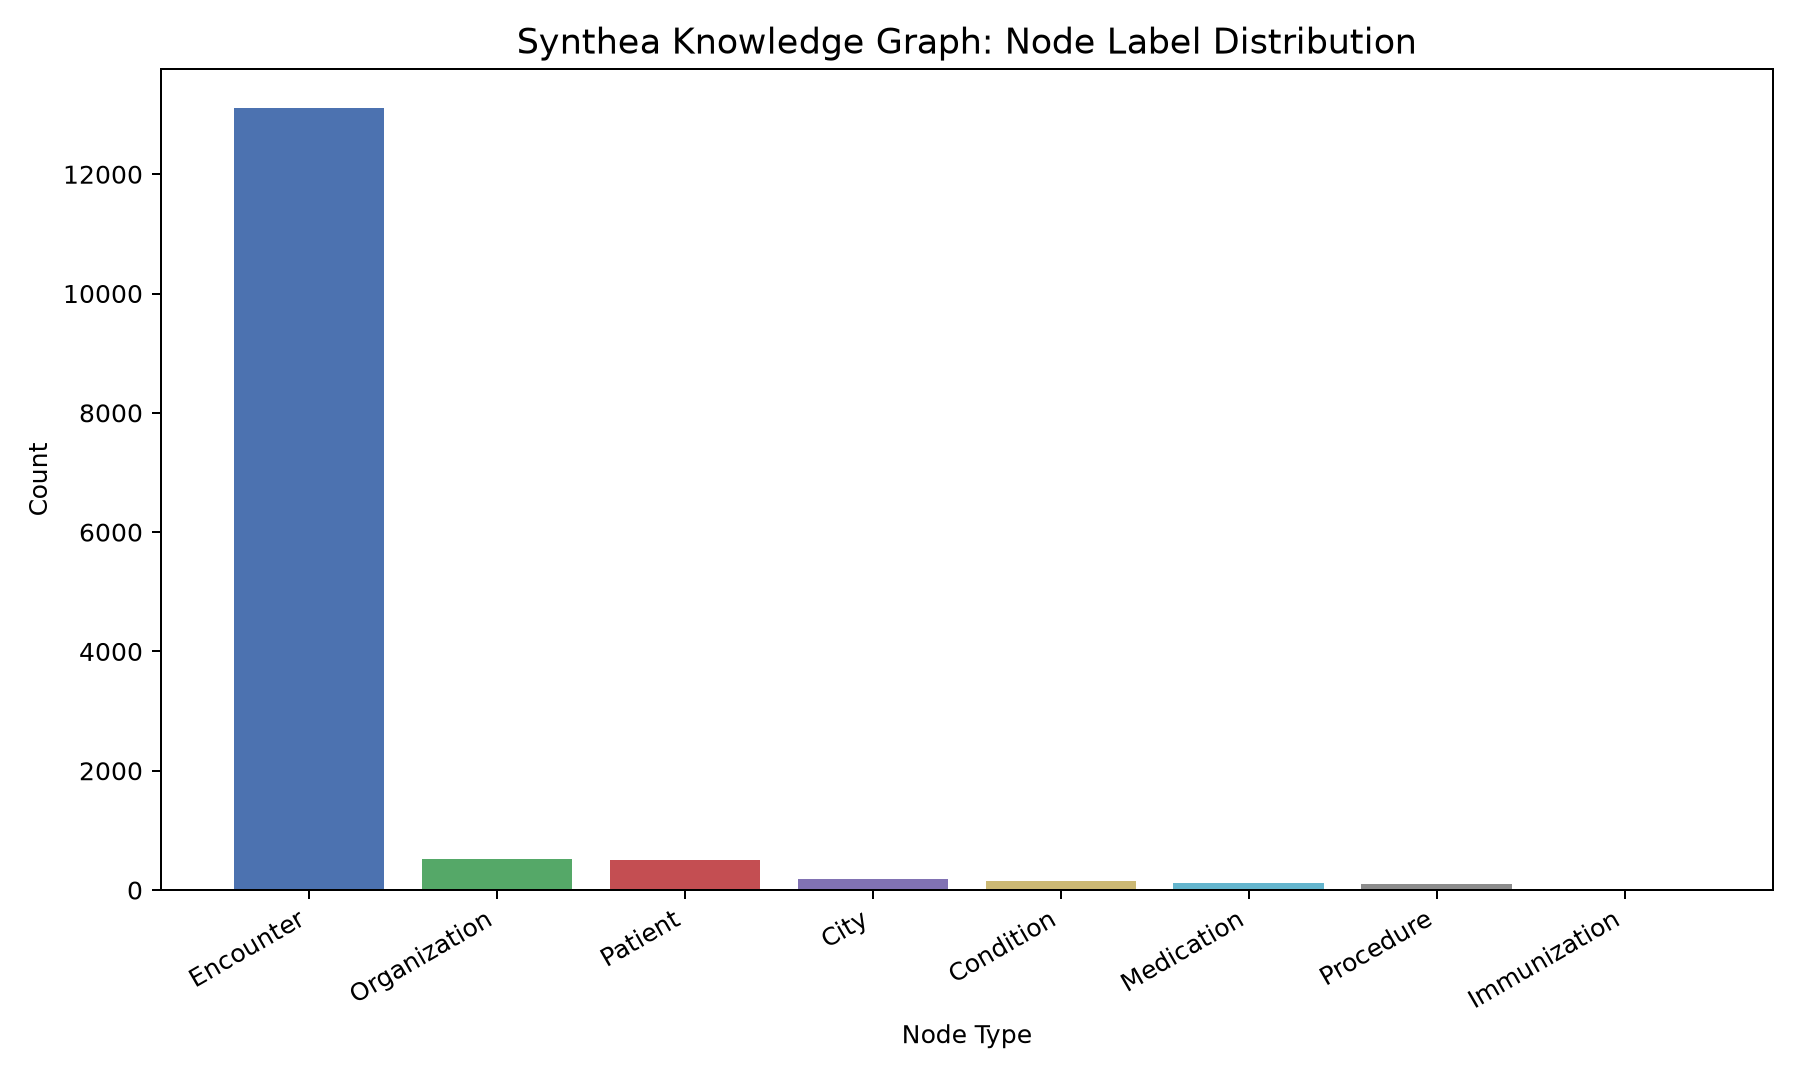 Synthea Knowledge Graph: Node Label Distribution
Count
12000
10000
8000
6000
4000
2000
0
Encounter
Organization
Patient
City
Condition
Medication
Procedure
Immunization
Node Type